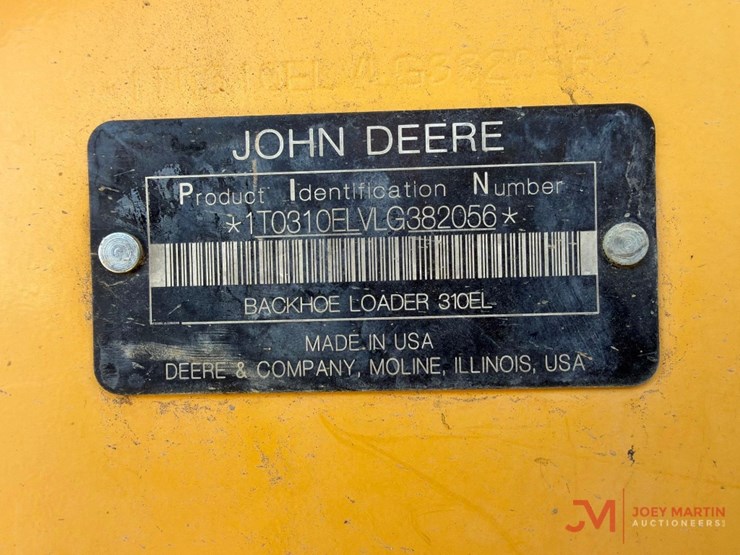 JOHN DEERE
Product Identification Number
*1T0310ELVLG382056*
BACKHOE LOADER 310EL
MADE IN USA
DEERE & COMPANY, MOLINE, ILLINOIS, USA
JM JOEY MARTIN
AUCTIONEERS